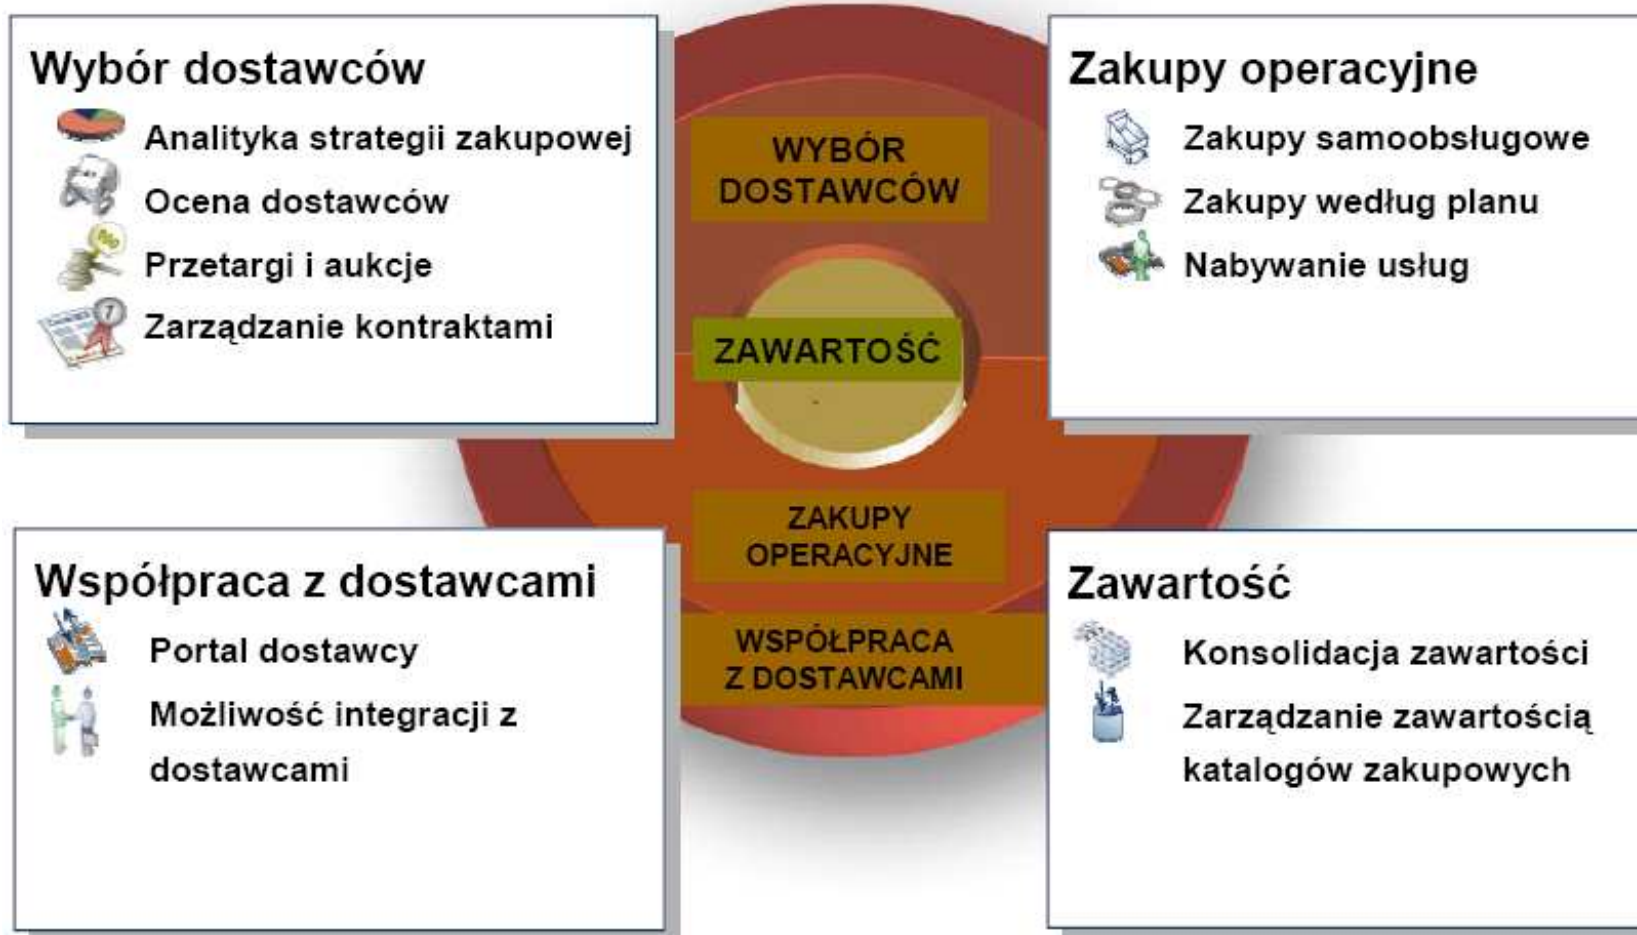 Wybór dostawców
Analityka strategii zakupowej
Ocena dostawców
Przetargi i aukcje
Zarządzanie kontraktami
WYBÓR
DOSTAWCÓW
ZAWARTOŚĆ
ZAKUPY
OPERACYJNE
WSPÓŁPRACA
Z DOSTAWCAMI
Zakupy operacyjne
Zakupy samoobsługowe
Zakupy według planu
Nabywanie usług
Współpraca z dostawcami
Portal dostawcy
Możliwość integracji z
dostawcami
Zawartość
Konsolidacja zawartości
Zarządzanie zawartością
katalogów zakupowych